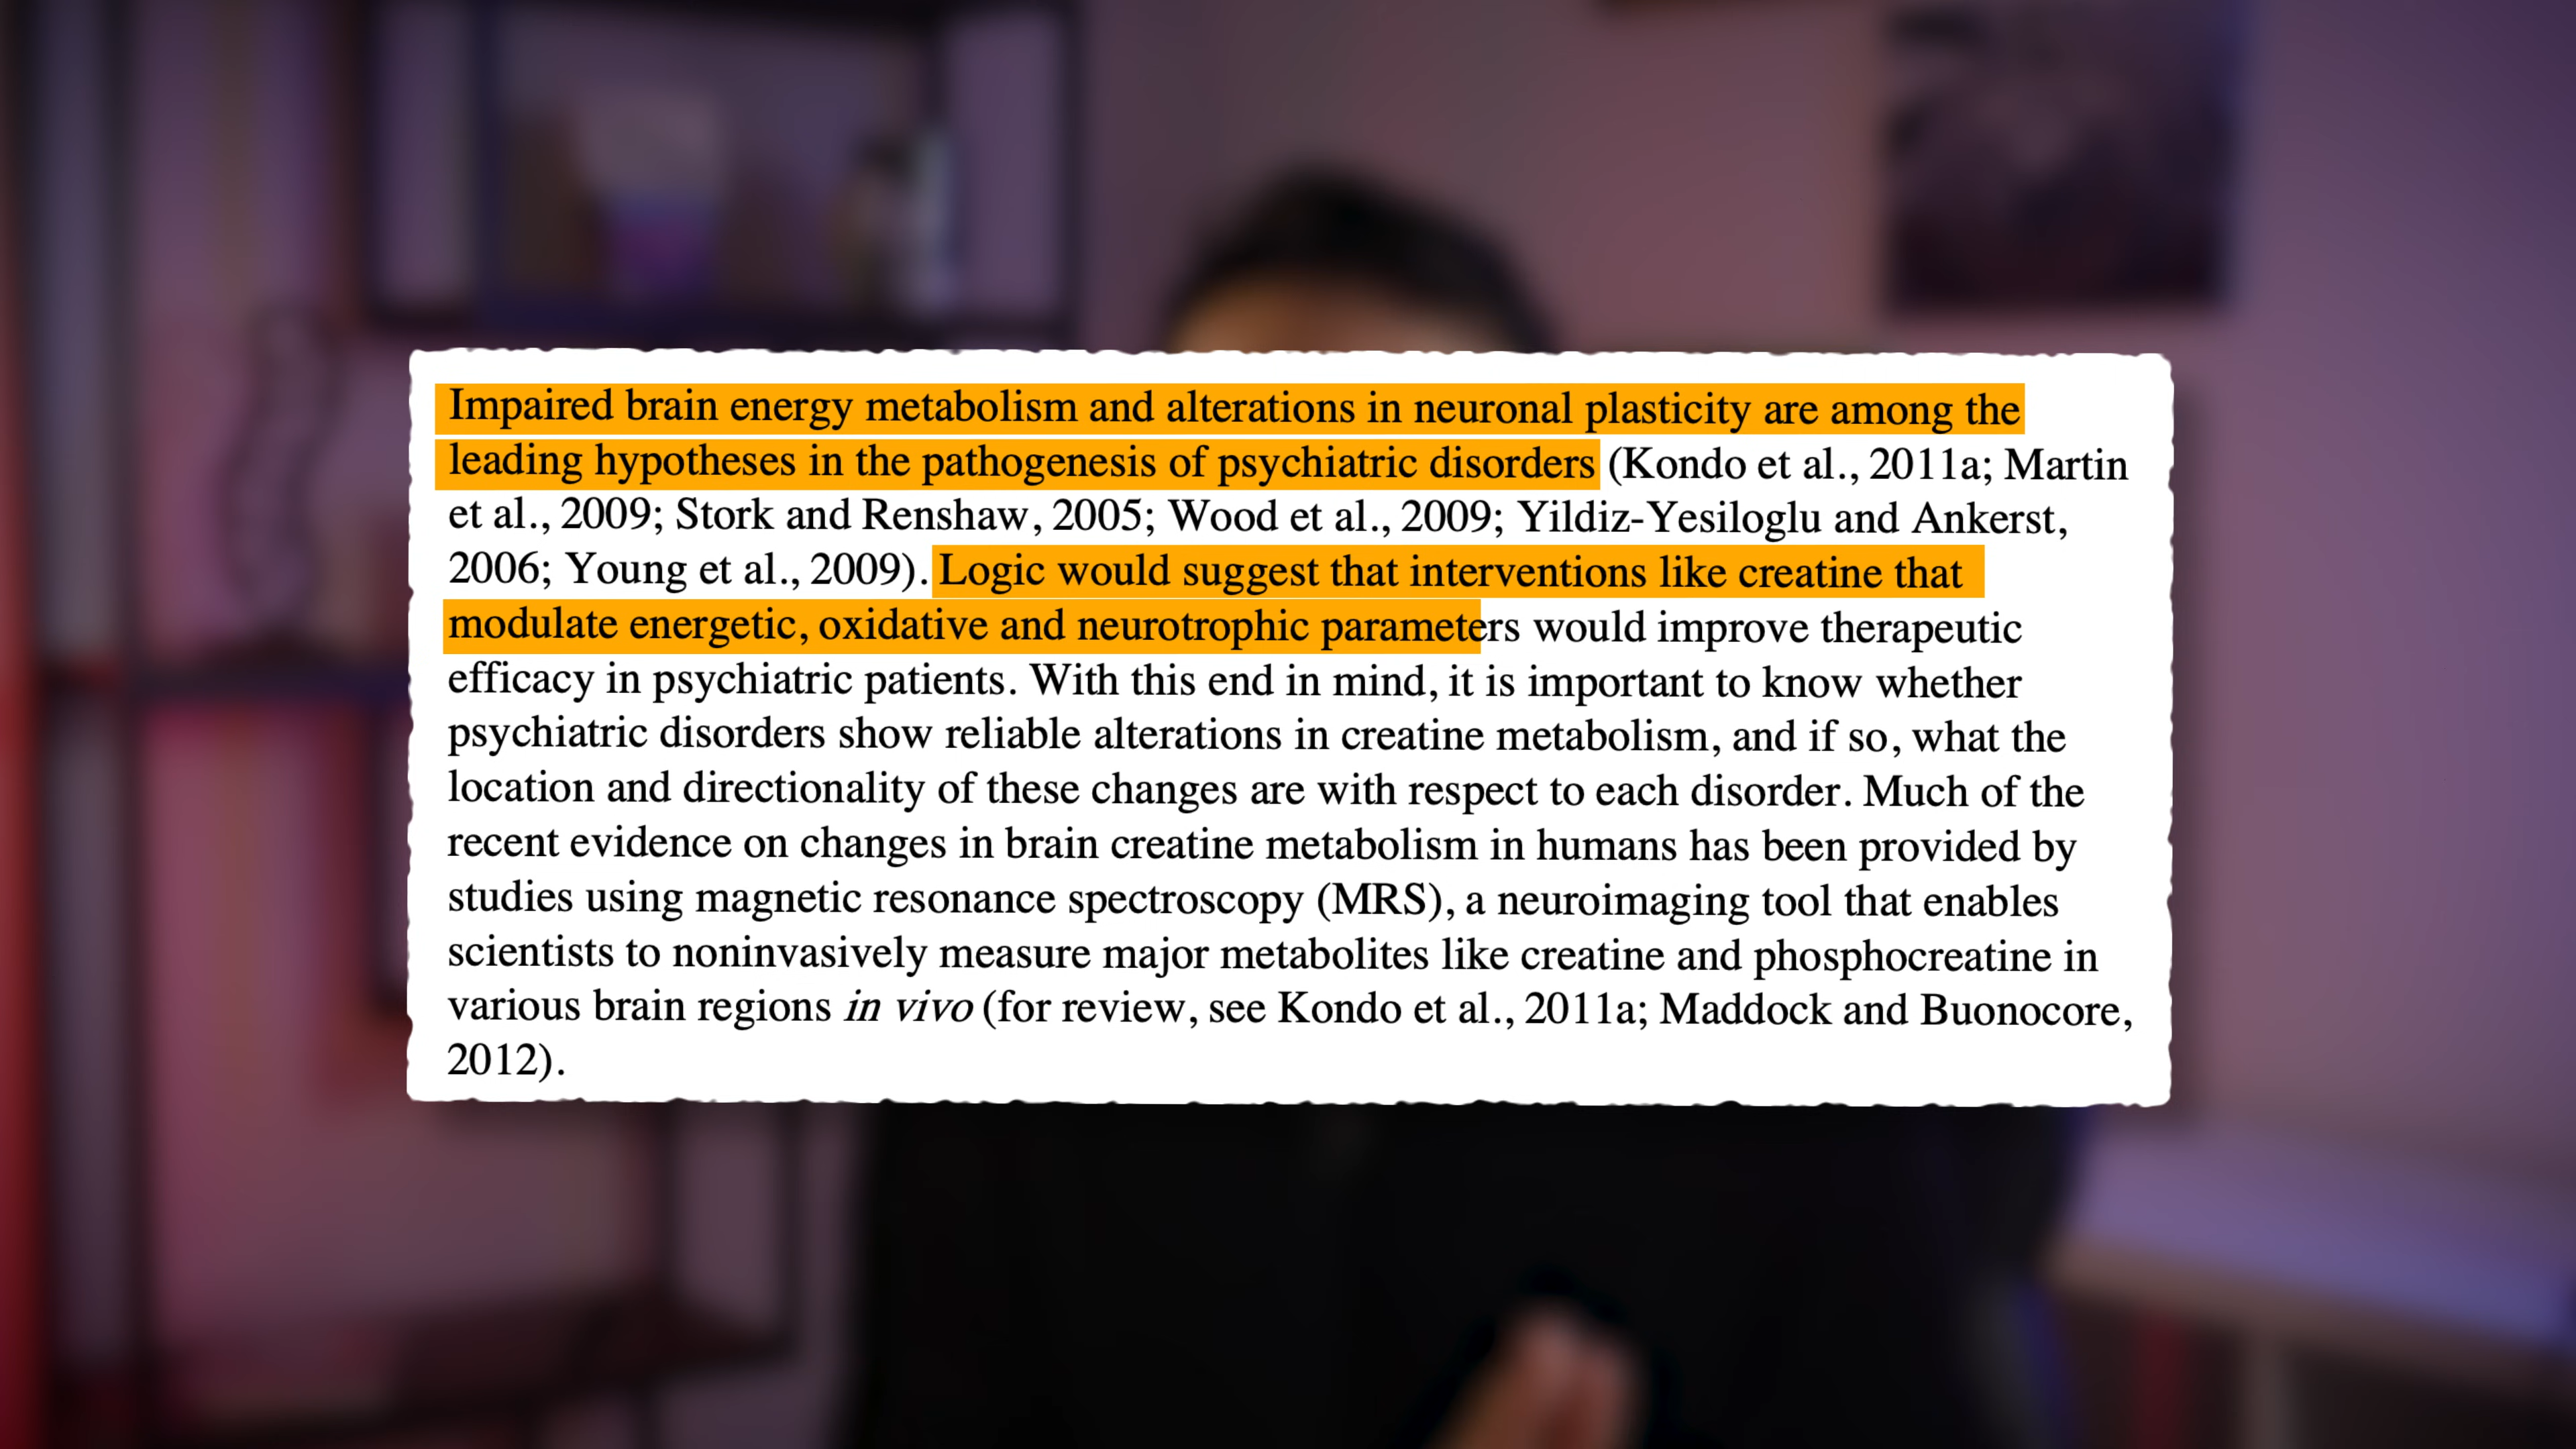 Impaired brain energy metabolism and alterations in neuronal plasticity are among the
leading hypotheses in the pathogenesis of psychiatric disorders (Kondo et al., 2011a; Martin
et al., 2009; Stork and Renshaw, 2005; Wood et al., 2009; Yildiz-Yesiloglu and Ankerst,
2006; Young et al., 2009). Logic would suggest that interventions like creatine that
modulate energetic, oxidative and neurotrophic parameters would improve therapeutic
efficacy in psychiatric patients. With this end in mind, it is important to know whether
psychiatric disorders show reliable alterations in creatine metabolism, and if so, what the
location and directionality of these changes are with respect to each disorder. Much of the
recent evidence on changes in brain creatine metabolism in humans has been provided by
studies using magnetic resonance spectroscopy (MRS), a neuroimaging tool that enables
scientists to noninvasively measure major metabolites like creatine and phosphocreatine in
various brain regions in vivo (for review, see Kondo et al., 2011a; Maddock and Buonocore,
2012).